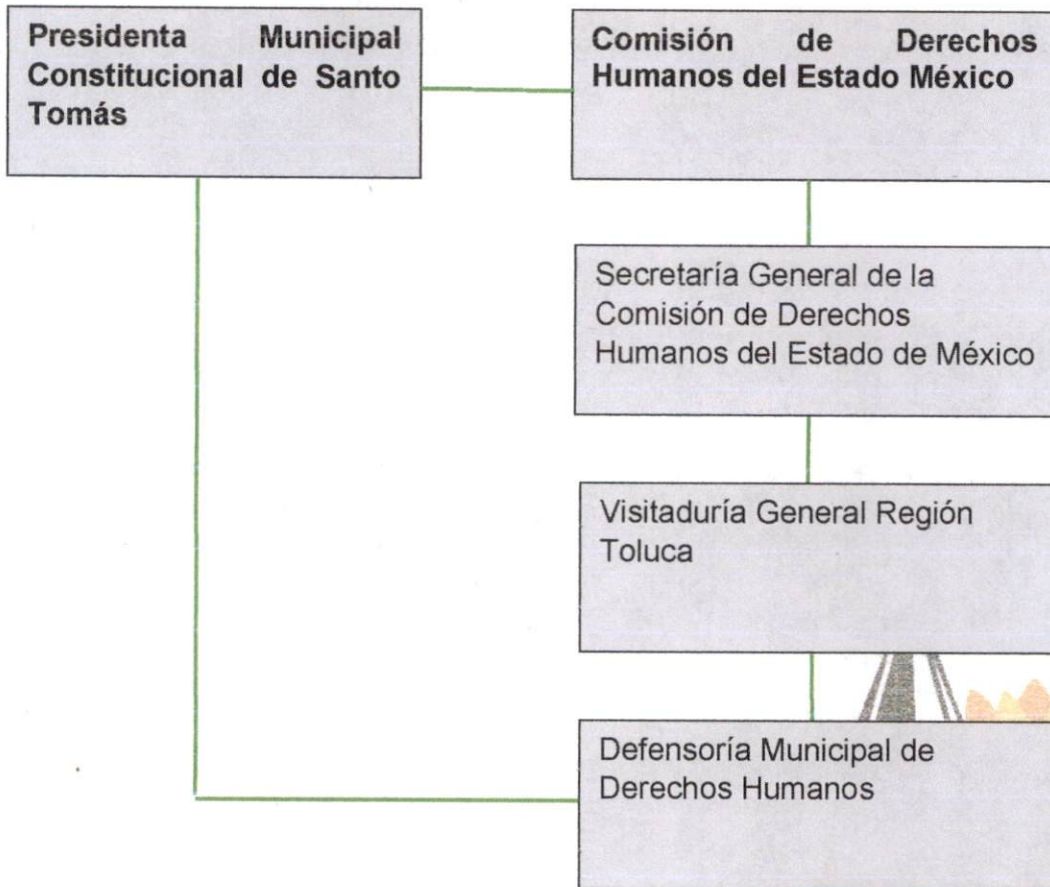 Presidenta Municipal
Constitucional de Santo
Tomás
Comisión de Derechos
Humanos del Estado México
Secretaría General de la
Comisión de Derechos
Humanos del Estado de México
Visitaduría General Región
Toluca
Defensoría Municipal de
Derechos Humanos